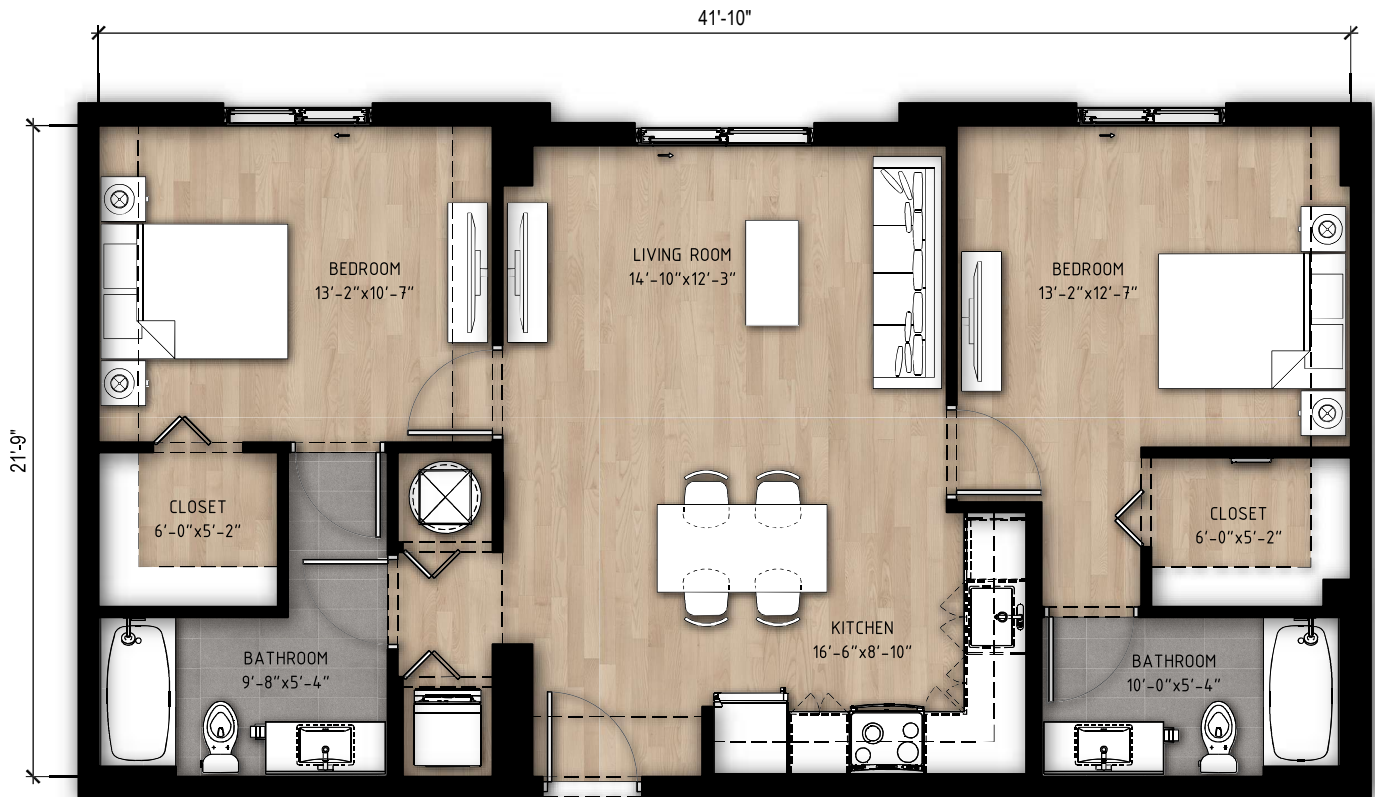 41'-10"
21'-9"
BEDROOM
13'-2"x10'-7"
LIVING ROOM
14'-10"x12'-3"
BEDROOM
13'-2"x12'-7"
CLOSET
6'-0"x5'-2"
CLOSET
6'-0"x5'-2"
KITCHEN
16'-6"x8'-10"
BATHROOM
9'-8"x5'-4"
BATHROOM
10'-0"x5'-4"